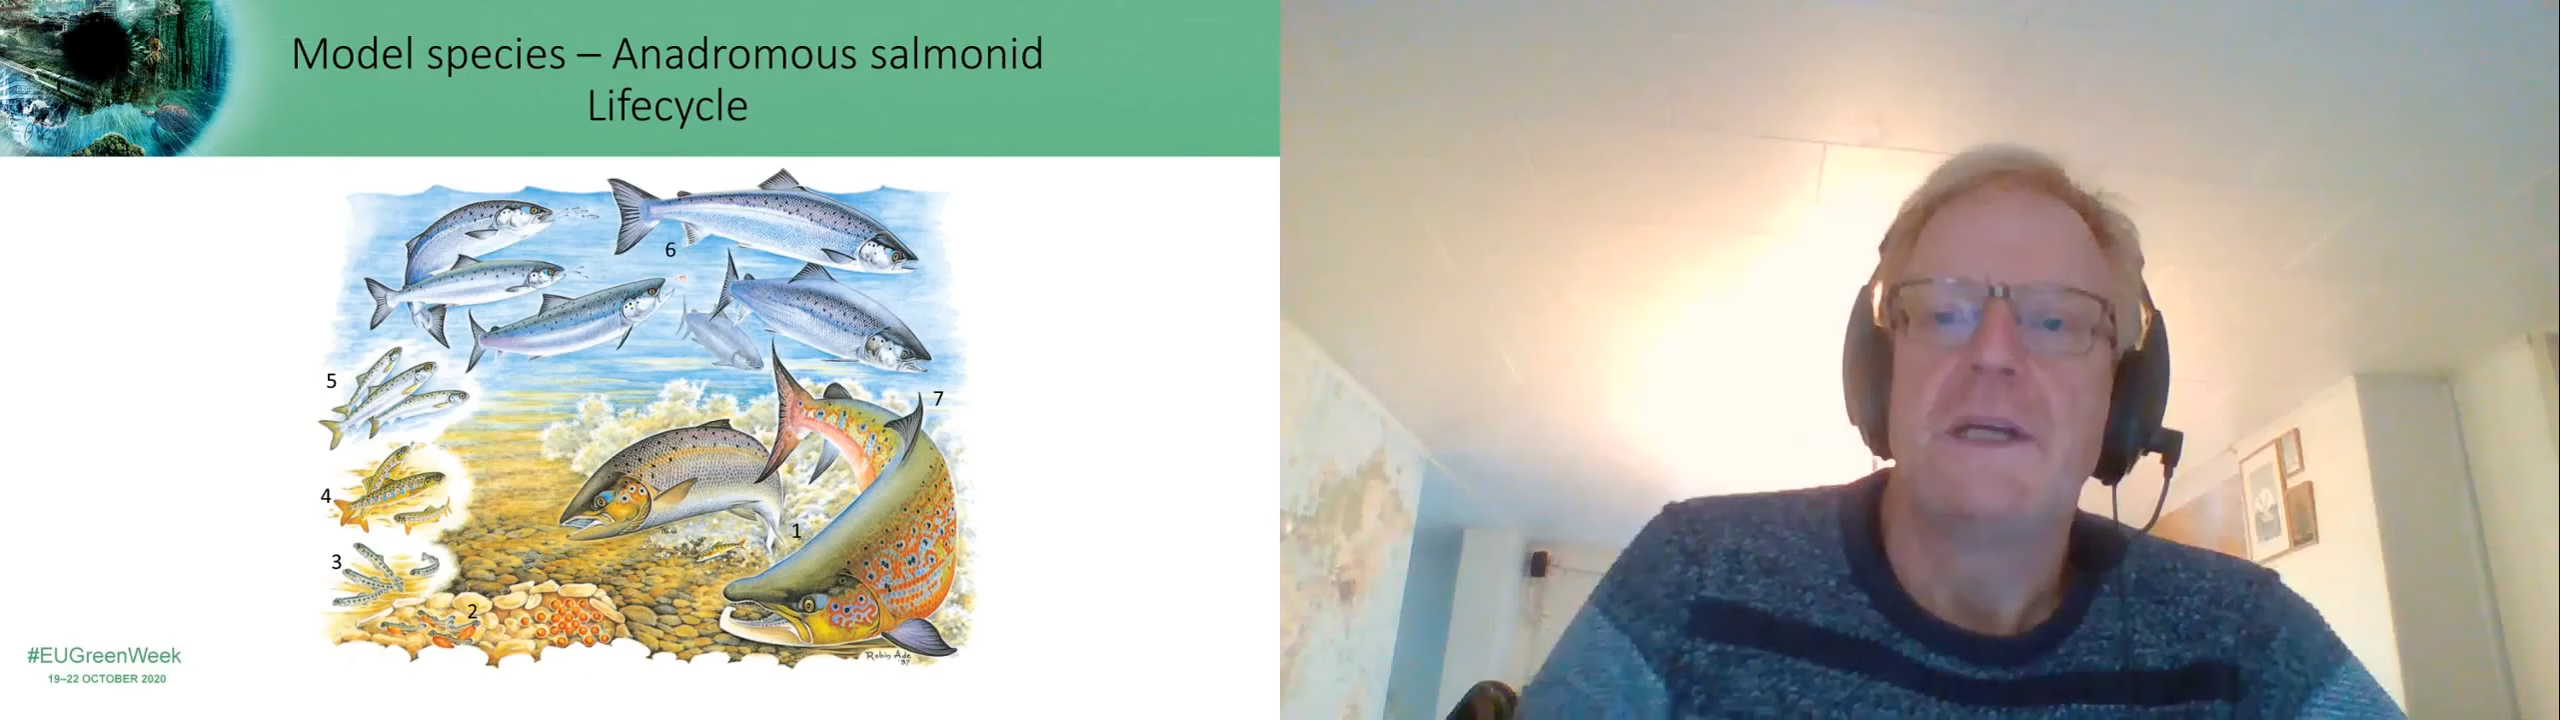 Model species – Anadromous salmonid
Lifecycle
6
5
7
4
1
3
2
Robin Ade
'97
#EUGreenWeek
19–22 OCTOBER 2020